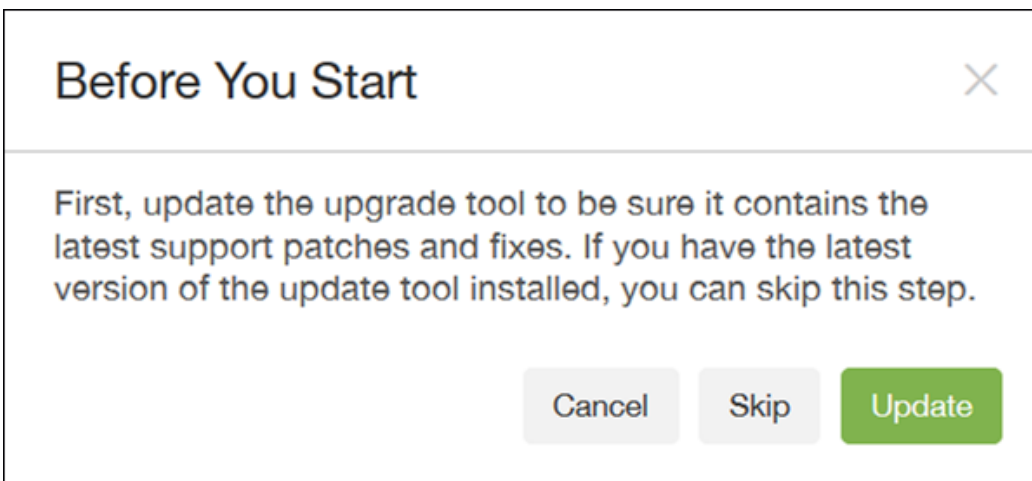 Before You Start
First, update the upgrade tool to be sure it contains the
latest support patches and fixes. If you have the latest
version of the update tool installed, you can skip this step.
Cancel Skip Update